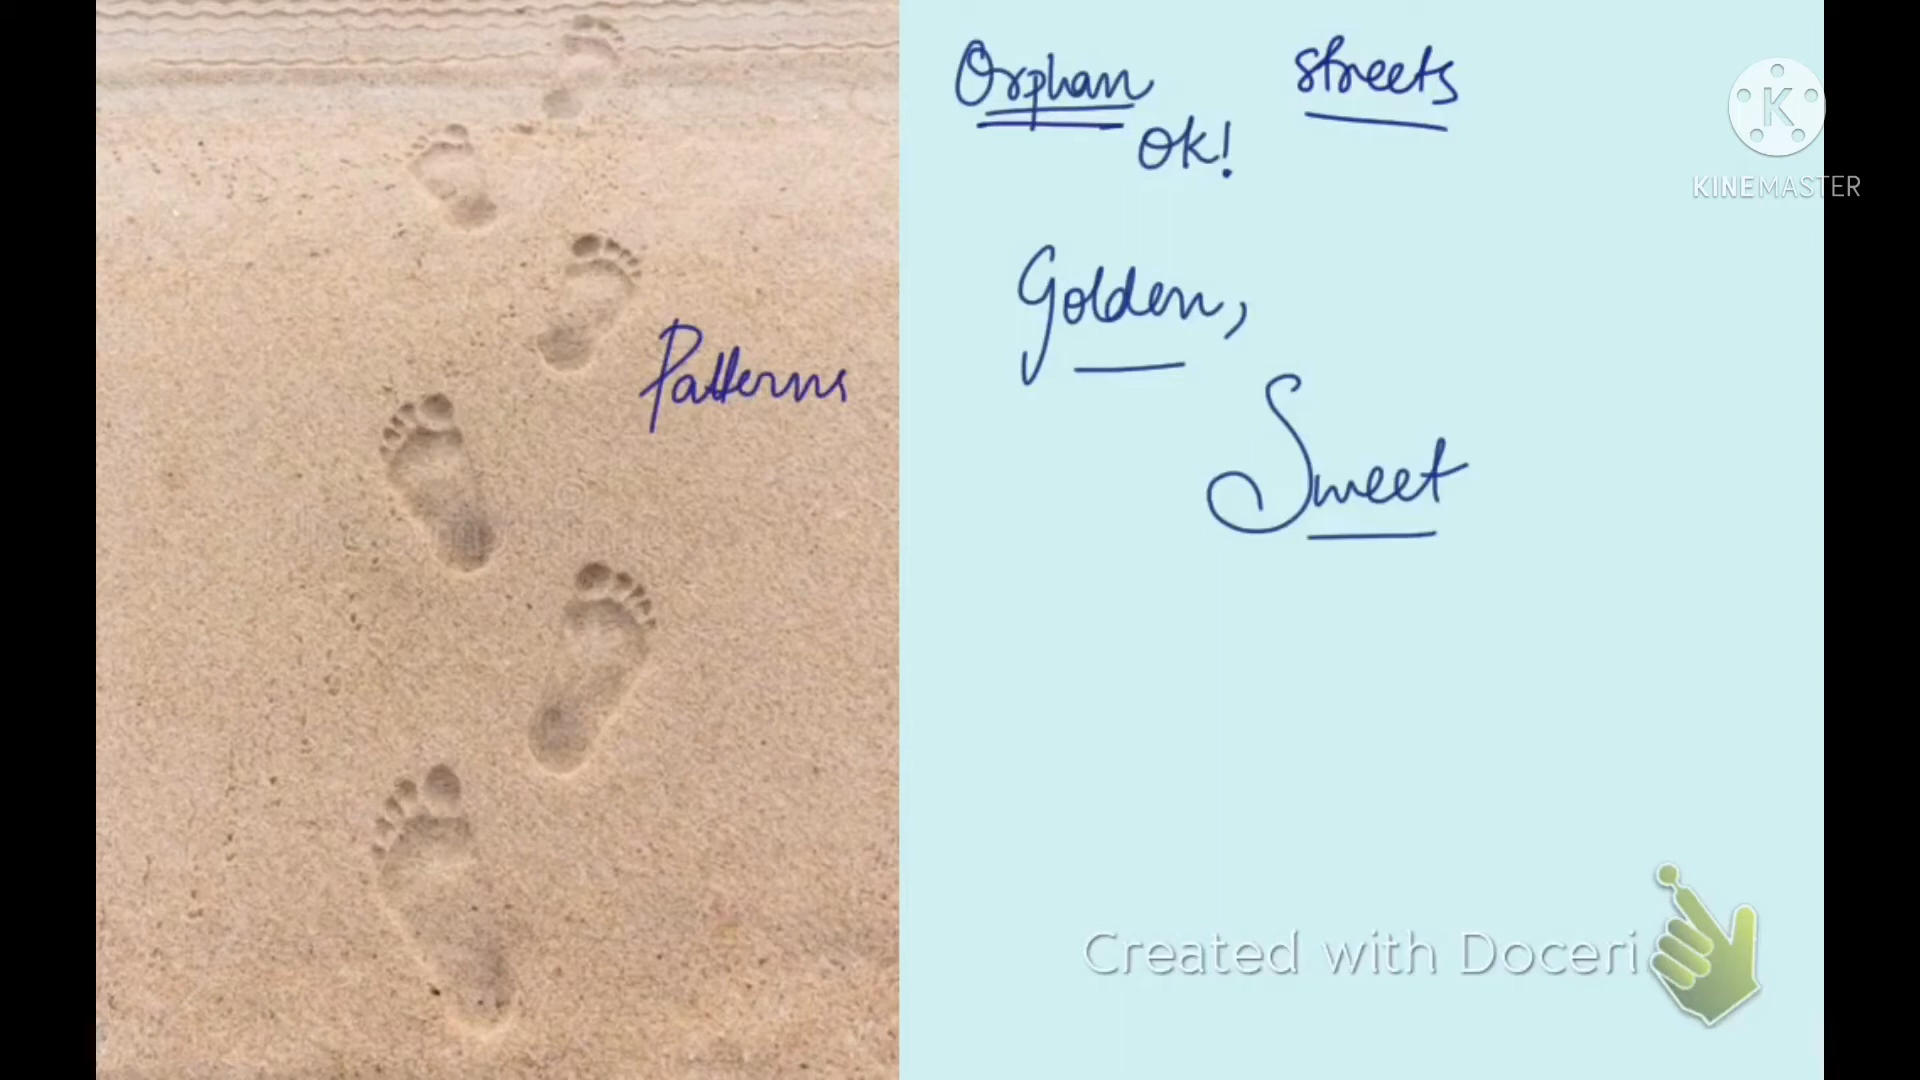 Orphan streets
Ok!
Golden,
Sweet
Patterns
KINEMASTER
Created with Doceri